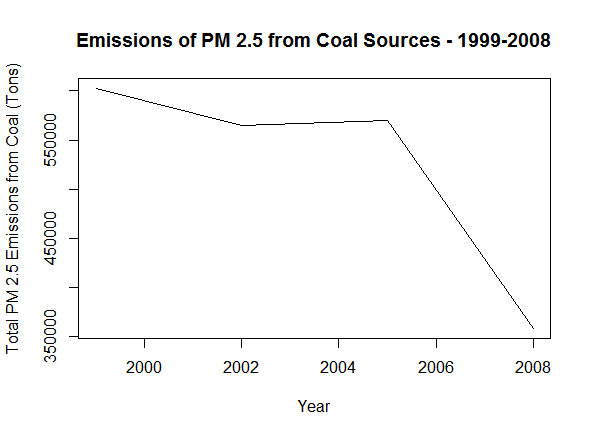 Emissions of PM 2.5 from Coal Sources - 1999-2008
Total PM 2.5 Emissions from Coal (Tons)
550000
450000
350000
2000 2002 2004 2006 2008
Year